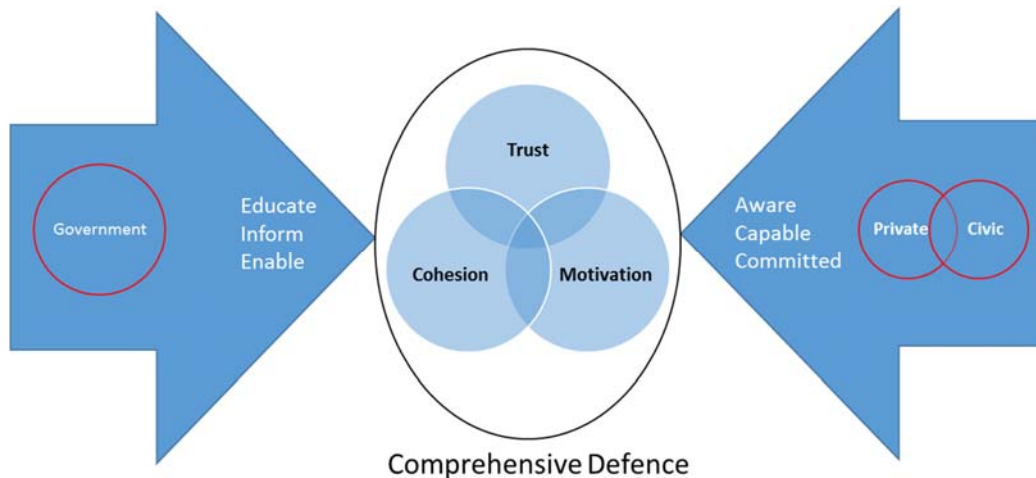 Government
Educate
Inform
Enable
Trust
Cohesion
Motivation
Aware
Capable
Committed
Private
Civic
Comprehensive Defence